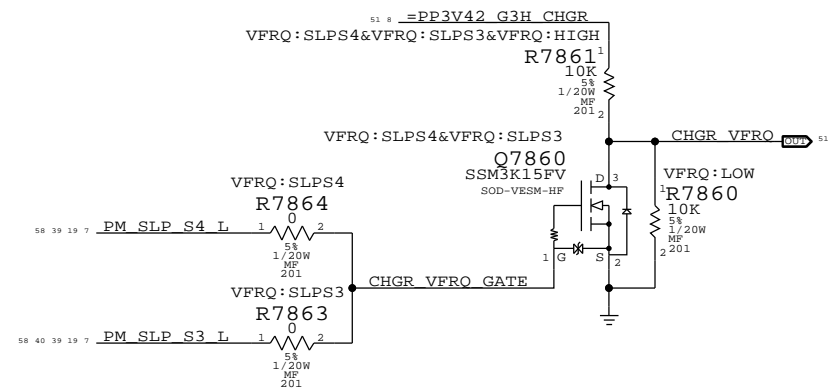 51 8 =PP3V42_G3H_CHGR
VFRQ:SLPS4&VFRQ:SLPS3&VFRQ:HIGH
1
R7861
10K
5%
1/20W
MF
201
2
VFRQ:SLPS4&VFRQ:SLPS3
CHGR_VFRQ OUT 51
Q7860
SSM3K15FV
SOD-VESM-HF
D 3
VFRQ:LOW
1
R7860
10K
5%
1/20W
MF
201
2
VFRQ:SLPS4
R7864
0
58 39 19 7 PM_SLP_S4_L 1 2
5%
1/20W
MF
201
1 G S 2
CHGR_VFRQ_GATE
VFRQ:SLPS3
R7863
0
58 40 39 19 7 PM_SLP_S3_L 1 2
5%
1/20W
MF
201